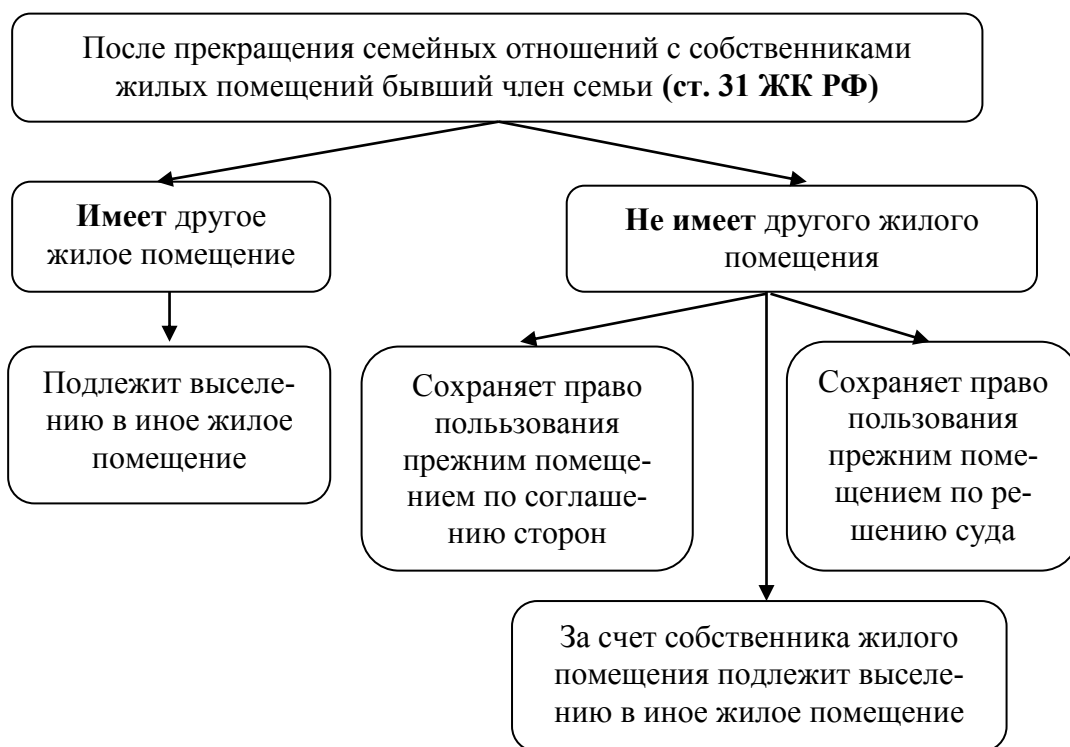 После прекращения семейных отношений с собственниками
жилых помещений бывший член семьи (ст. 31 ЖК РФ)
Имеет другое
жилое помещение
Не имеет другого жилого
помещения
Подлежит выселе-
нию в иное жилое
помещение
Сохраняет право
полььзования
прежним помеще-
нием по соглаше-
нию сторон
Сохраняет право
пользования
прежним поме-
щением по ре-
шению суда
За счет собственника жилого
помещения подлежит выселе-
нию в иное жилое помещение